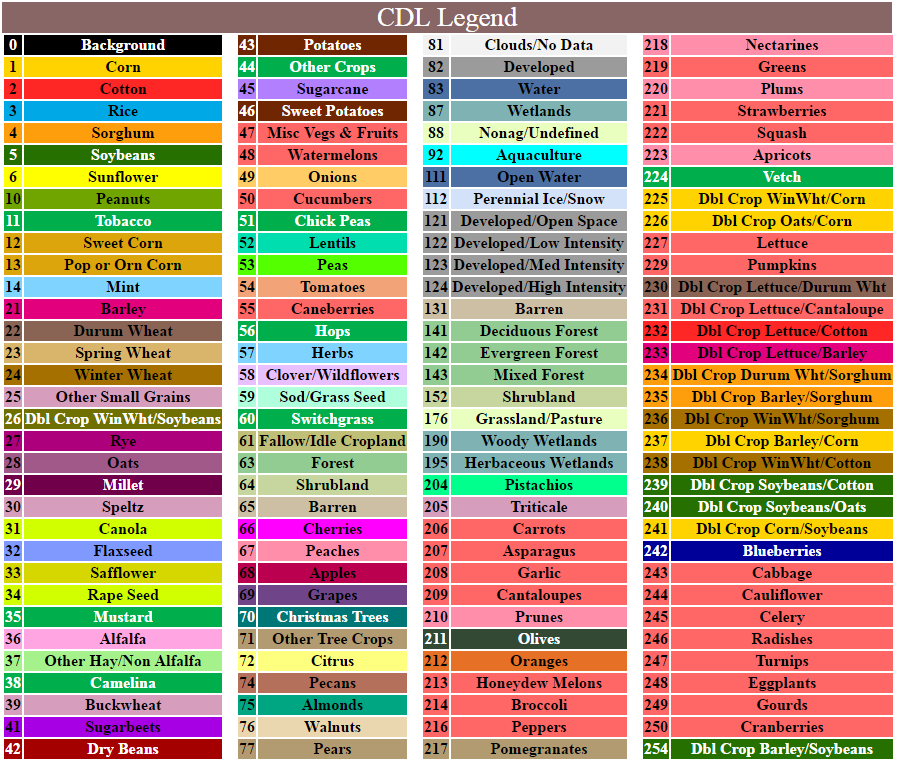 CDL Legend
0 Background
1 Corn
2 Cotton
3 Rice
4 Sorghum
5 Soybeans
6 Sunflower
10 Peanuts
11 Tobacco
12 Sweet Corn
13 Pop or Orn Corn
14 Mint
21 Barley
22 Durum Wheat
23 Spring Wheat
24 Winter Wheat
25 Other Small Grains
26 Dbl Crop WinWht/Soybeans
27 Rye
28 Oats
29 Millet
30 Speltz
31 Canola
32 Flaxseed
33 Safflower
34 Rape Seed
35 Mustard
36 Alfalfa
37 Other Hay/Non Alfalfa
38 Camelina
39 Buckwheat
41 Sugarbeets
42 Dry Beans
43 Potatoes
44 Other Crops
45 Sugarcane
46 Sweet Potatoes
47 Misc Vegs & Fruits
48 Watermelons
49 Onions
50 Cucumbers
51 Chick Peas
52 Lentils
53 Peas
54 Tomatoes
55 Caneberries
56 Hops
57 Herbs
58 Clover/Wildflowers
59 Sod/Grass Seed
60 Switchgrass
61 Fallow/Idle Cropland
63 Forest
64 Shrubland
65 Barren
66 Cherries
67 Peaches
68 Apples
69 Grapes
70 Christmas Trees
71 Other Tree Crops
72 Citrus
74 Pecans
75 Almonds
76 Walnuts
77 Pears
81 Clouds/No Data
82 Developed
83 Water
87 Wetlands
88 Nonag/Undefined
92 Aquaculture
111 Open Water
112 Perennial Ice/Snow
121 Developed/Open Space
122 Developed/Low Intensity
123 Developed/Med Intensity
124 Developed/High Intensity
131 Barren
141 Deciduous Forest
142 Evergreen Forest
143 Mixed Forest
152 Shrubland
176 Grassland/Pasture
190 Woody Wetlands
195 Herbaceous Wetlands
204 Pistachios
205 Triticale
206 Carrots
207 Asparagus
208 Garlic
209 Cantaloupes
210 Prunes
211 Olives
212 Oranges
213 Honeydew Melons
214 Broccoli
216 Peppers
217 Pomegranates
218 Nectarines
219 Greens
220 Plums
221 Strawberries
222 Squash
223 Apricots
224 Vetch
225 Dbl Crop WinWht/Corn
226 Dbl Crop Oats/Corn
227 Lettuce
229 Pumpkins
230 Dbl Crop Lettuce/Durum Wht
231 Dbl Crop Lettuce/Cantaloupe
232 Dbl Crop Lettuce/Cotton
233 Dbl Crop Lettuce/Barley
234 Dbl Crop Durum Wht/Sorghum
235 Dbl Crop Barley/Sorghum
236 Dbl Crop WinWht/Sorghum
237 Dbl Crop Barley/Corn
238 Dbl Crop WinWht/Cotton
239 Dbl Crop Soybeans/Cotton
240 Dbl Crop Soybeans/Oats
241 Dbl Crop Corn/Soybeans
242 Blueberries
243 Cabbage
244 Cauliflower
245 Celery
246 Radishes
247 Turnips
248 Eggplants
249 Gourds
250 Cranberries
254 Dbl Crop Barley/Soybeans